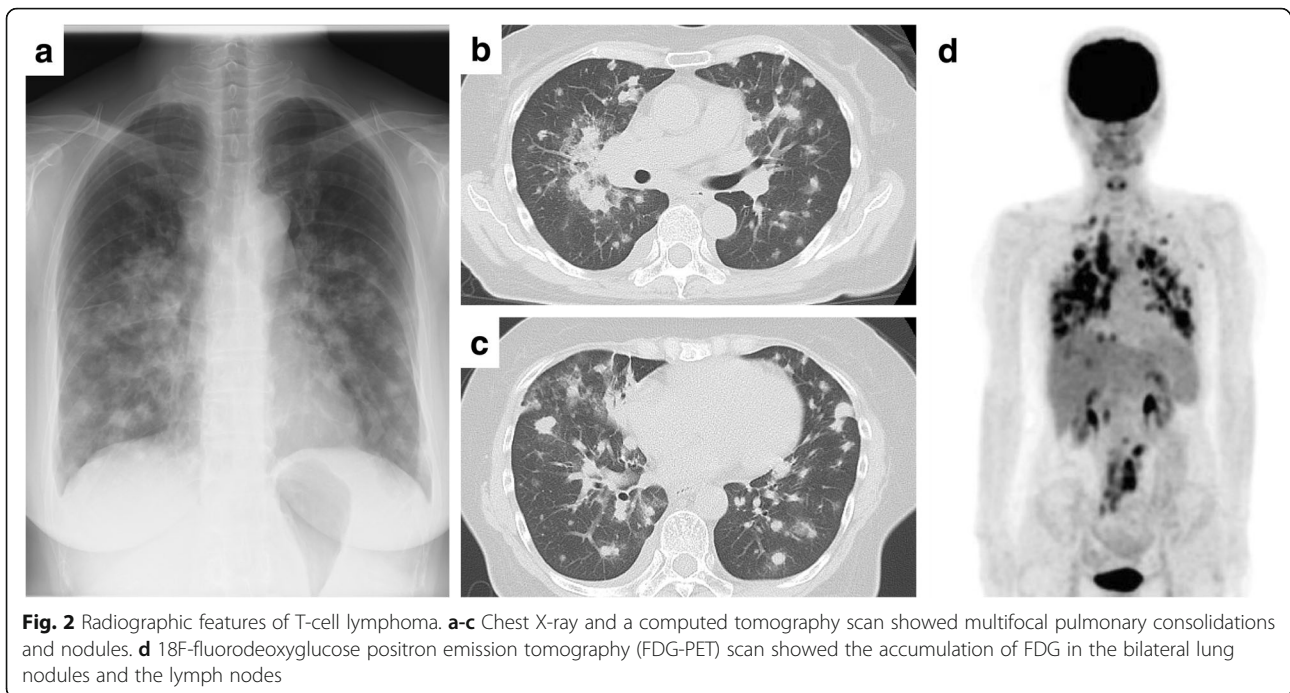 a
b
c
d
Fig. 2 Radiographic features of T-cell lymphoma. a-c Chest X-ray and a computed tomography scan showed multifocal pulmonary consolidations
and nodules. d 18F-fluorodeoxyglucose positron emission tomography (FDG-PET) scan showed the accumulation of FDG in the bilateral lung
nodules and the lymph nodes